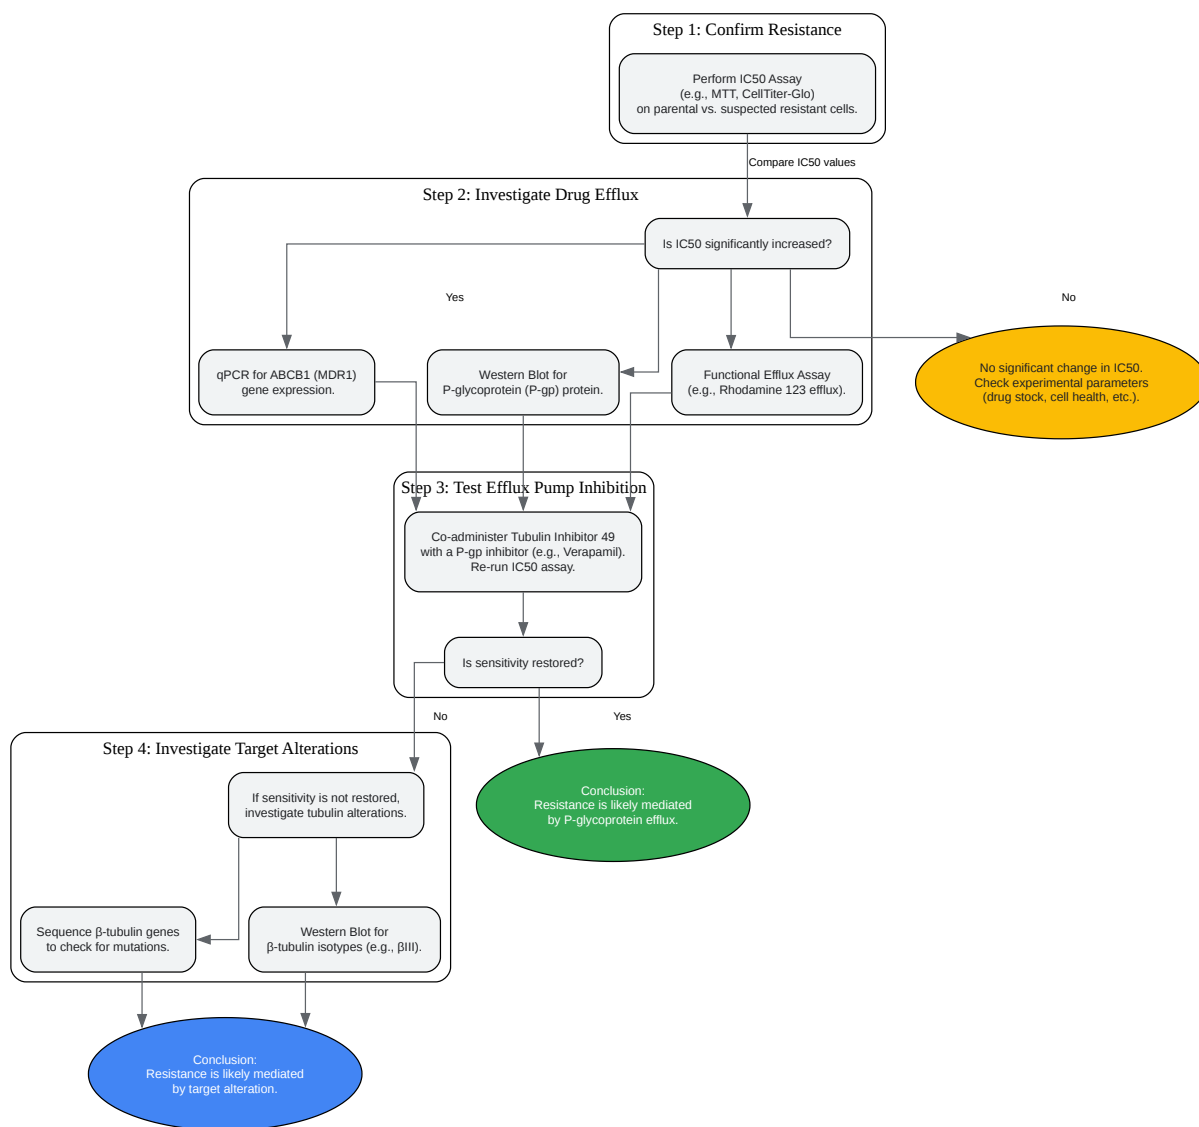 Step 1: Confirm Resistance
Perform IC50 Assay
(e.g., MTT, CellTiter-Glo)
on parental vs. suspected resistant cells.
Compare IC50 values
Step 2: Investigate Drug Efflux
Is IC50 significantly increased?
Yes
No
qPCR for ABCB1 (MDR1)
gene expression.
Western Blot for
P-glycoprotein (P-gp) protein.
Functional Efflux Assay
(e.g., Rhodamine 123 efflux).
No significant change in IC50.
Check experimental parameters
(drug stock, cell health, etc.).
Step 3: Test Efflux Pump Inhibition
Co-administer Tubulin Inhibitor 49
with a P-gp inhibitor (e.g., Verapamil).
Re-run IC50 assay.
Is sensitivity restored?
No
Yes
Step 4: Investigate Target Alterations
If sensitivity is not restored,
investigate tubulin alterations.
Conclusion:
Resistance is likely mediated
by P-glycoprotein efflux.
Sequence β-tubulin genes
to check for mutations.
Western Blot for
β-tubulin isotypes (e.g., βIII).
Conclusion:
Resistance is likely mediated
by target alteration.